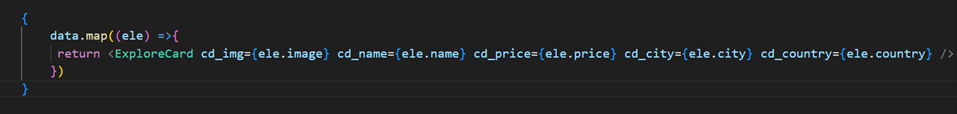 {
data.map((ele) =>{
return <ExploreCard cd_img={ele.image} cd_name={ele.name} cd_price={ele.price} cd_city={ele.city} cd_country={ele.country} />
})
}